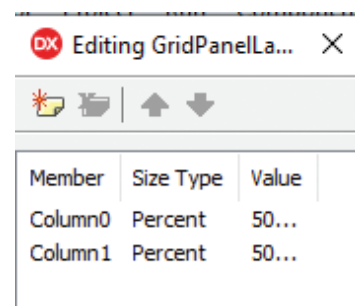 DX Editing GridPanelLa...
Member Size Type Value
Column0 Percent 50...
Column1 Percent 50...